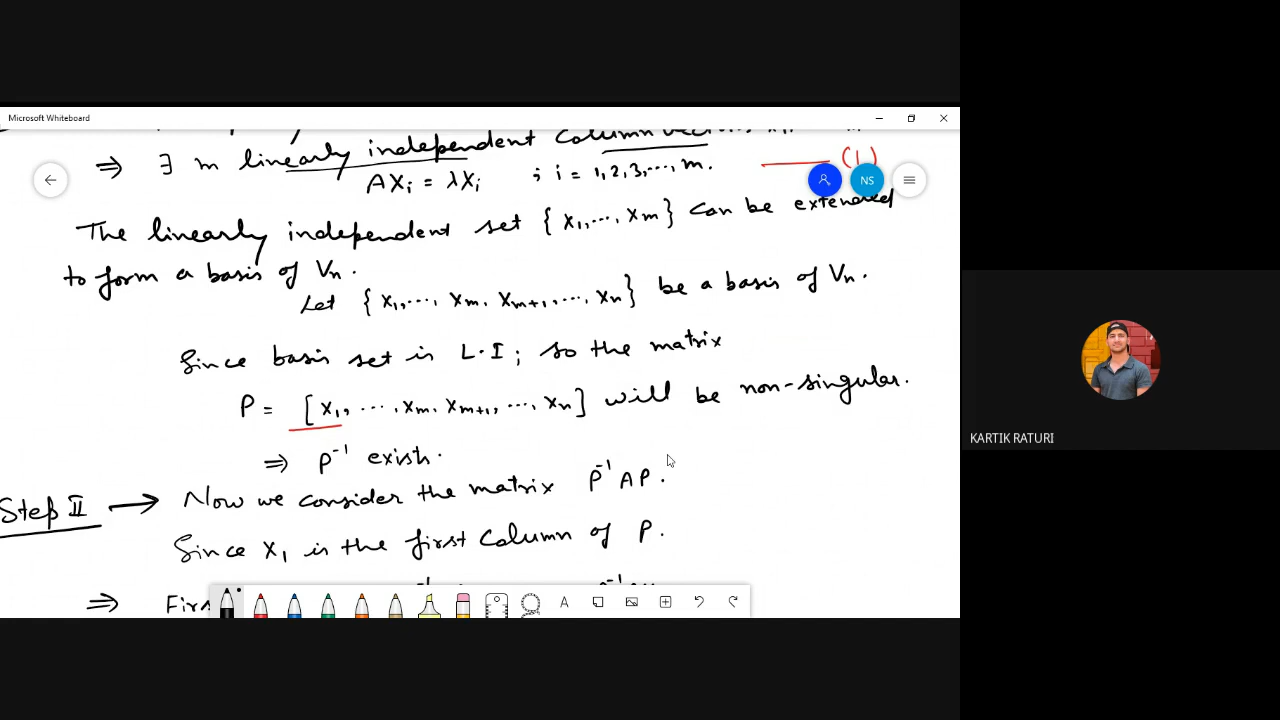 Microsoft Whiteboard
⇒ ∃ m linearly independent column vectors
AXᵢ = λXᵢ ; i = 1,2,3,...,m. —— (1)
NS
The linearly independent set {X₁,..., Xm} can be extended
to form a basis of Vn.
Let {X₁,..., Xm, Xm+1,..., Xn} be a basis of Vn.
Since basis set is L.I; so the matrix
P = [X₁, ..., Xm, Xm+1, ..., Xn] will be non-singular.
⇒ P⁻¹ exists.
KARTIK RATURI
Step II → Now we consider the matrix P⁻¹AP.
Since X₁ is the first column of P.
⇒